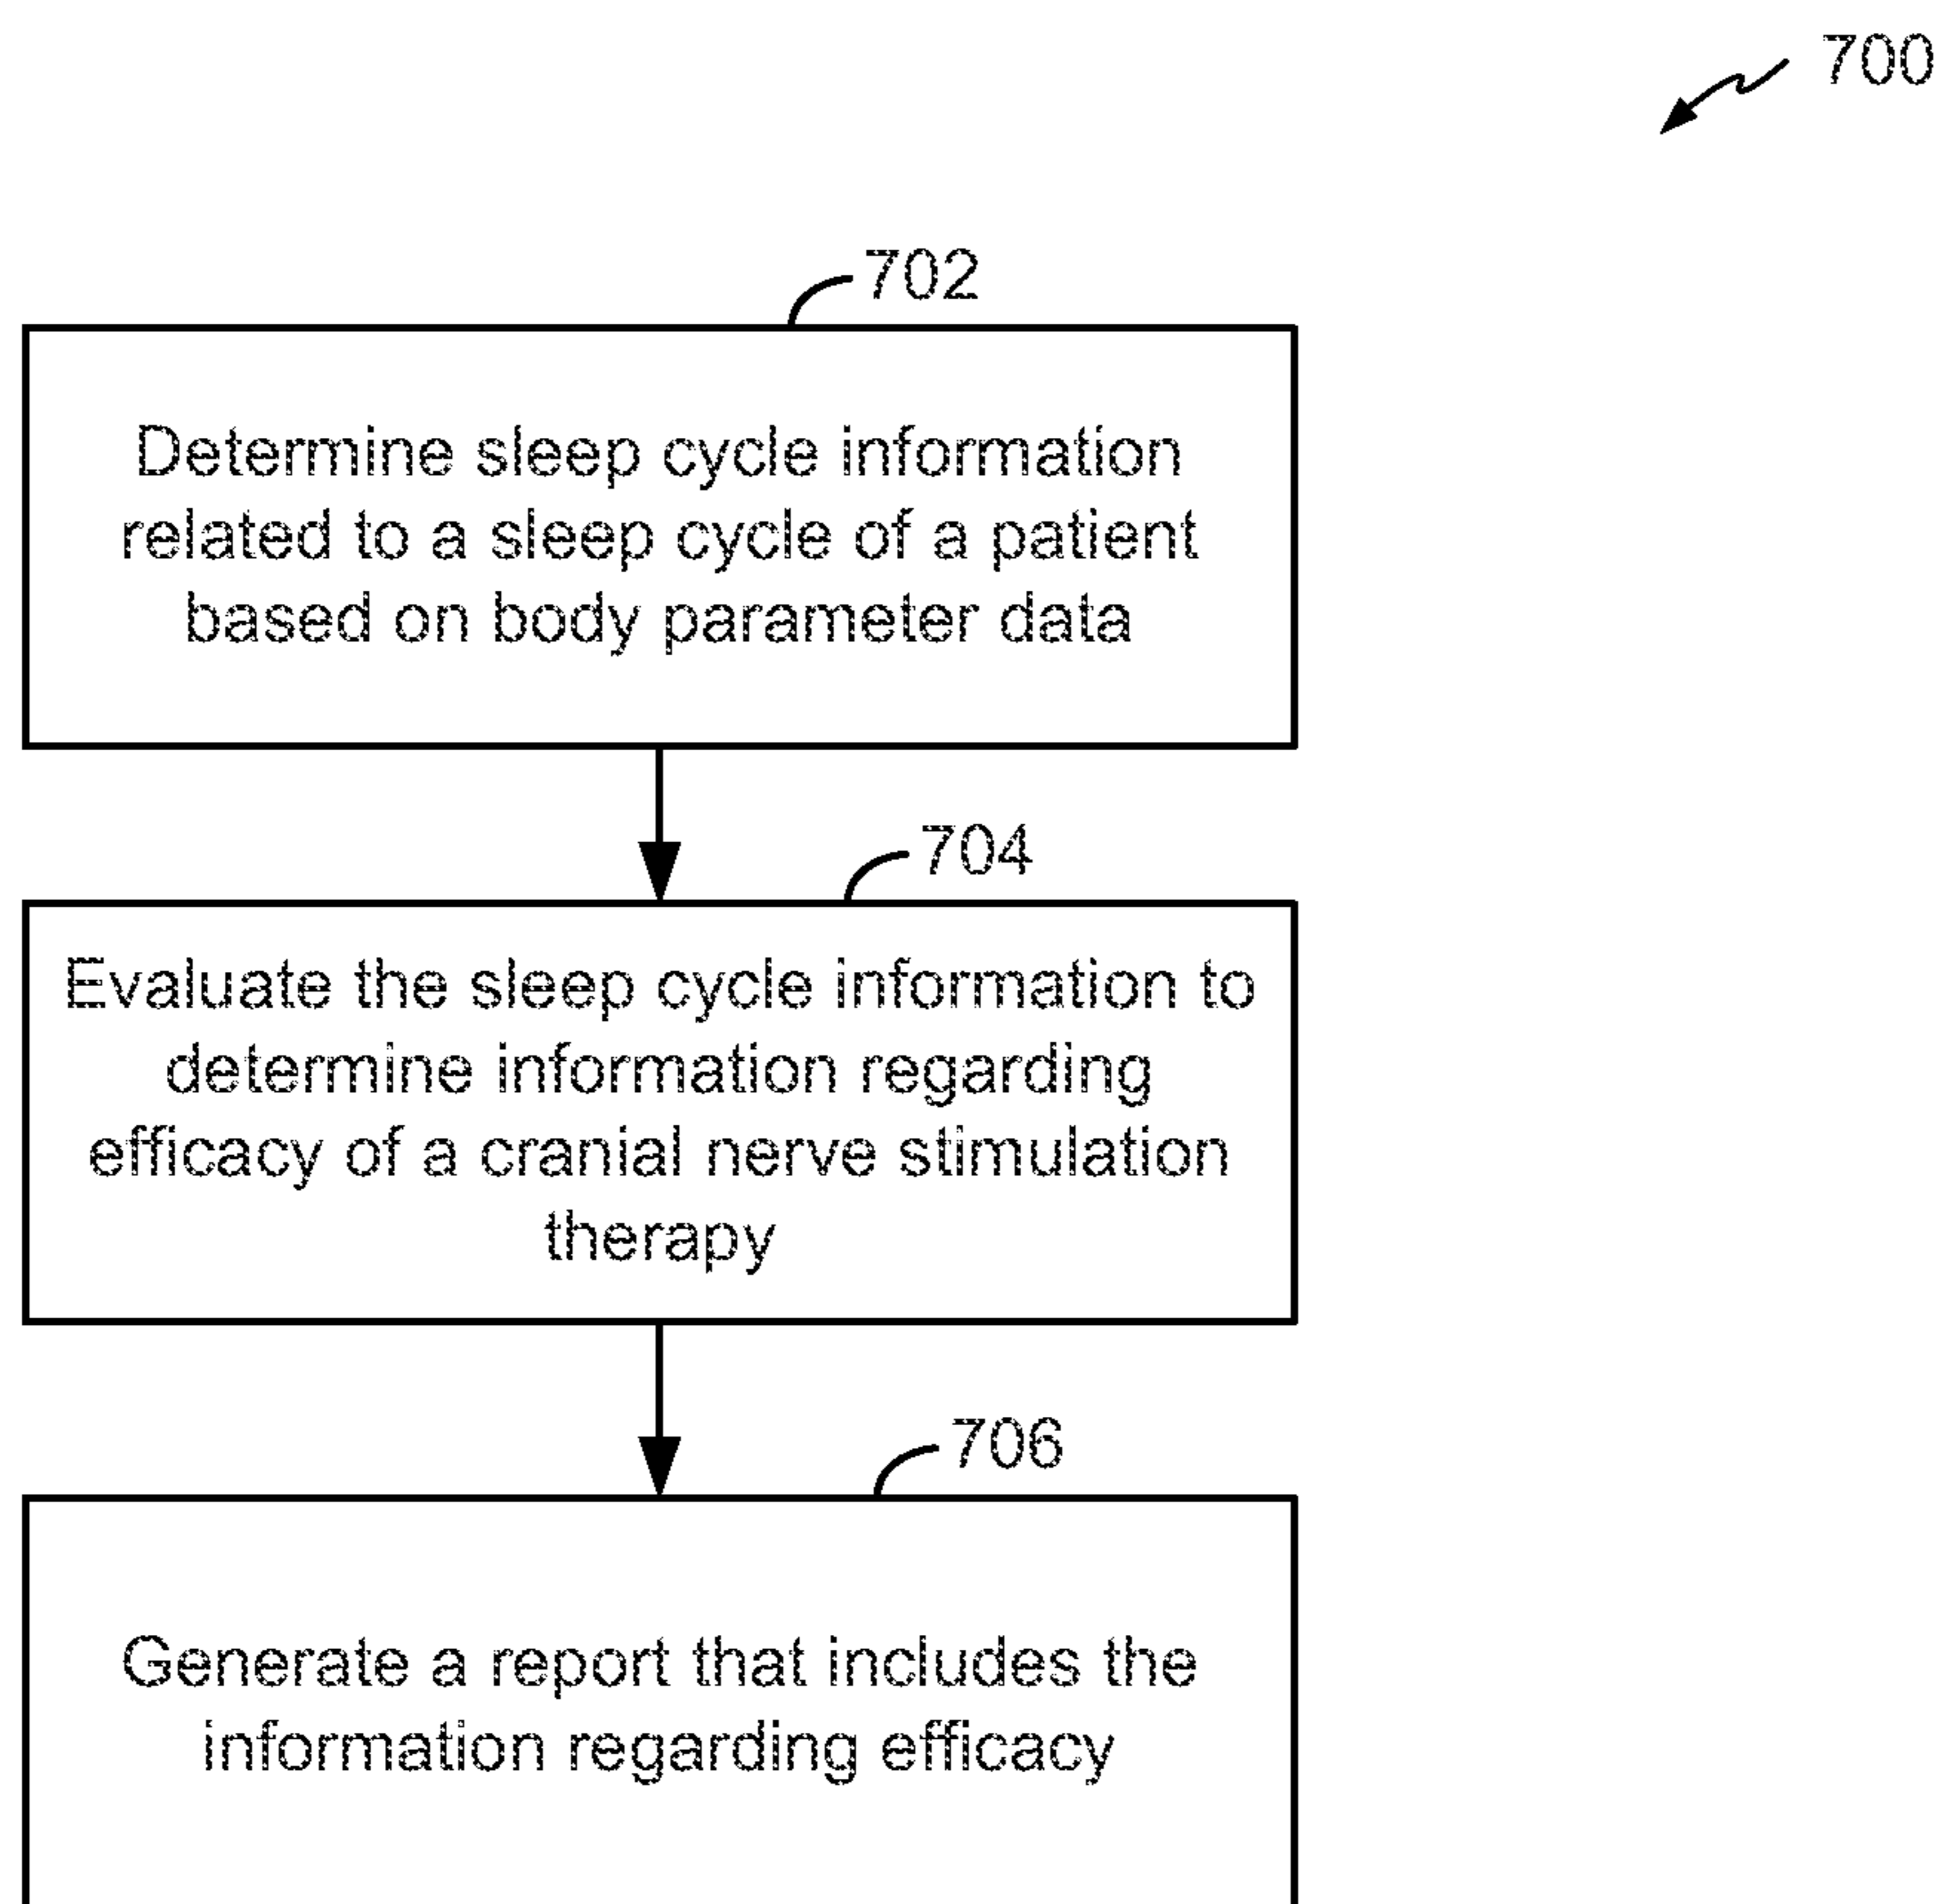 700
702
Determine sleep cycle information
related to a sleep cycle of a patient
based on body parameter data
704
Evaluate the sleep cycle information to
determine information regarding
efficacy of a cranial nerve stimulation
therapy
706
Generate a report that includes the
information regarding efficacy